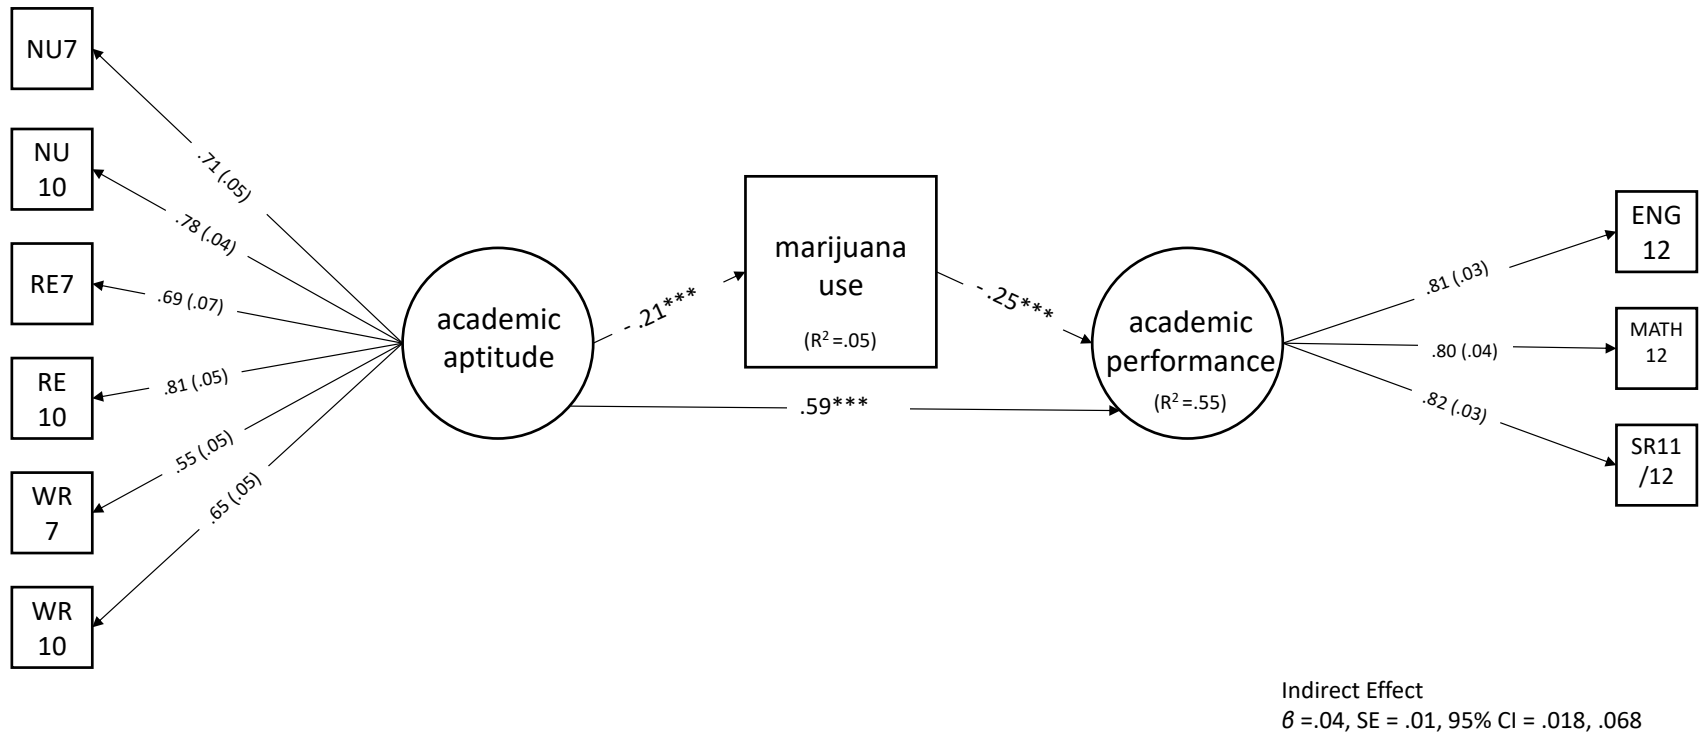 NU7
NU
10
RE7
RE
10
WR
7
WR
10
.71 (.05)
.78 (.04)
.69 (.07)
.81 (.05)
.55 (.05)
.65 (.05)
academic
aptitude
- .21***
marijuana
use
(R² =.05)
- .25***
.59***
academic
performance
(R² =.55)
.81 (.03)
.80 (.04)
.82 (.03)
ENG
12
MATH
12
SR11
/12
Indirect Effect
β =.04, SE = .01, 95% CI = .018, .068